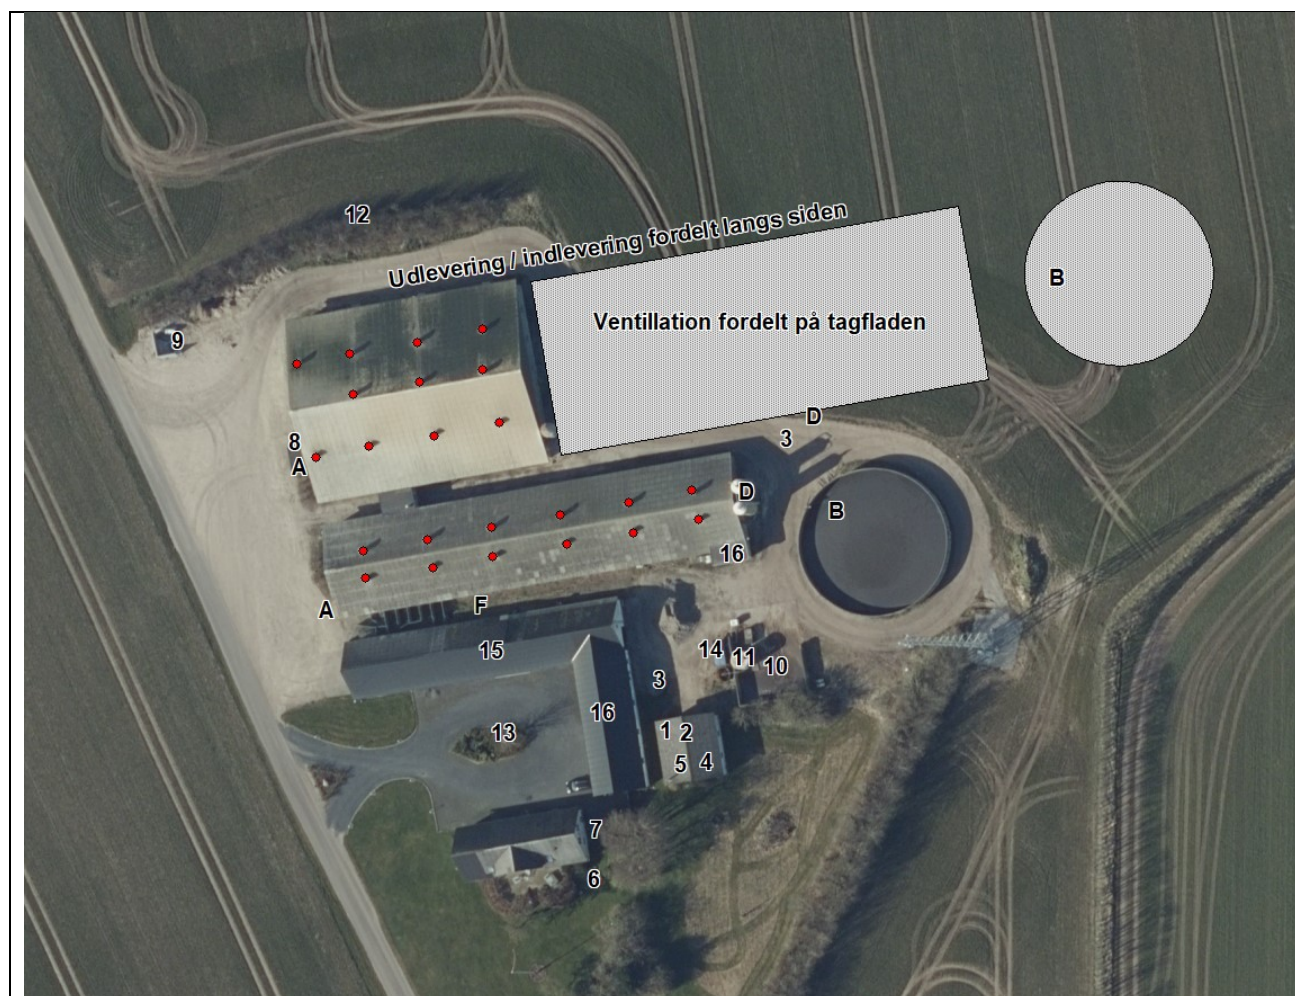 12
Udlevering / indlevering fordelt langs siden
B
Ventillation fordelt på tagfladen
9
D
3
8
A
D
B
16
A
F
15
14
11
10
3
16
13
1
2
5
4
7
6